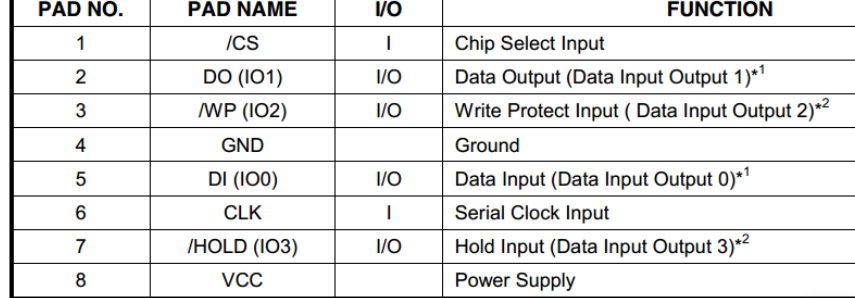 PAD NO. PAD NAME I/O FUNCTION
1 /CS I Chip Select Input
2 DO (IO1) I/O Data Output (Data Input Output 1)*1
3 /WP (IO2) I/O Write Protect Input ( Data Input Output 2)*2
4 GND Ground
5 DI (IO0) I/O Data Input (Data Input Output 0)*1
6 CLK I Serial Clock Input
7 /HOLD (IO3) I/O Hold Input (Data Input Output 3)*2
8 VCC Power Supply